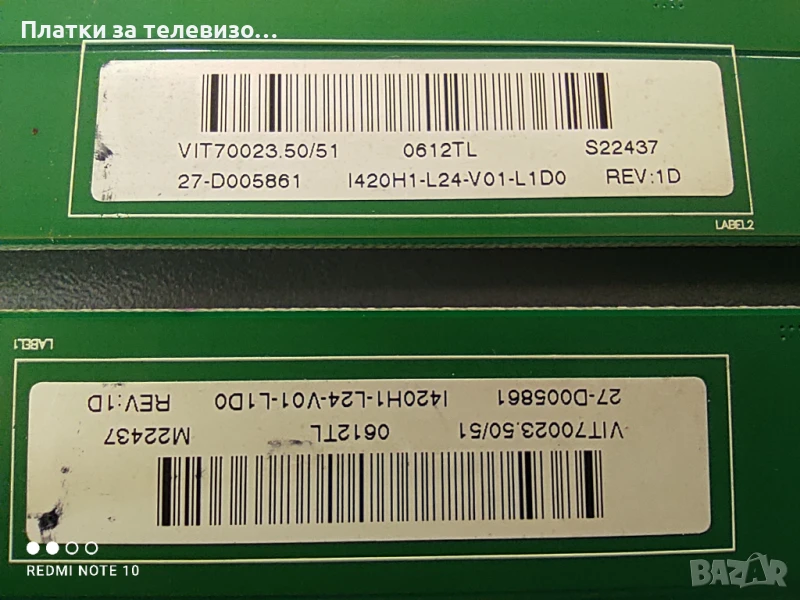 Платки за телевизо...
VIT70023.50/51 0612TL S22437
27-D005861 I420H1-L24-V01-L1D0 REV:1D
LABEL2
LABEL1
VIT70023.50/51 0612TL M22437
27-D005861 I420H1-L24-V01-L1D0 REV:1D
REDMI NOTE 10
BAZAR